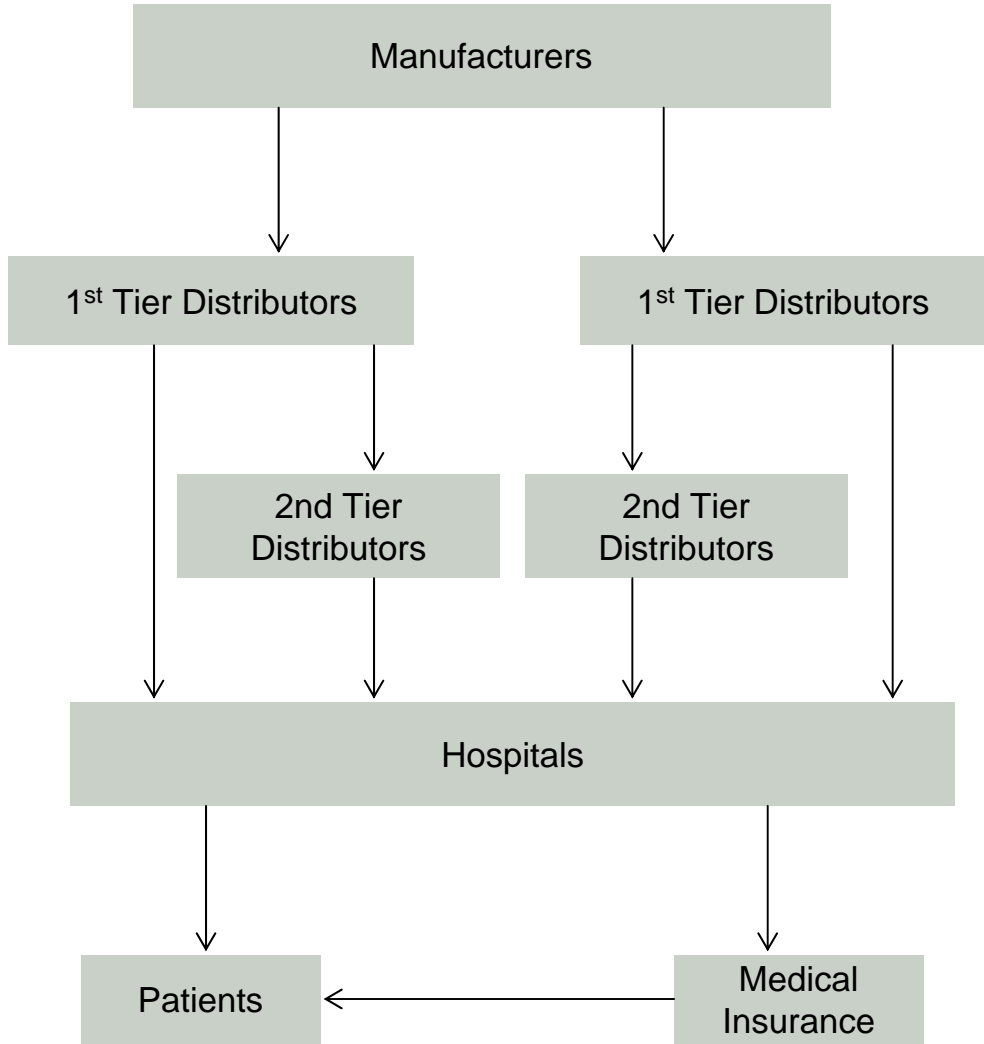 Manufacturers
1st Tier Distributors
1st Tier Distributors
2nd Tier
Distributors
2nd Tier
Distributors
Hospitals
Patients
Medical
Insurance